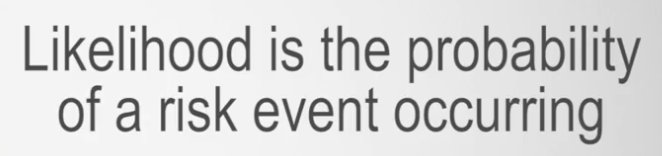 Likelihood is the probability
of a risk event occurring